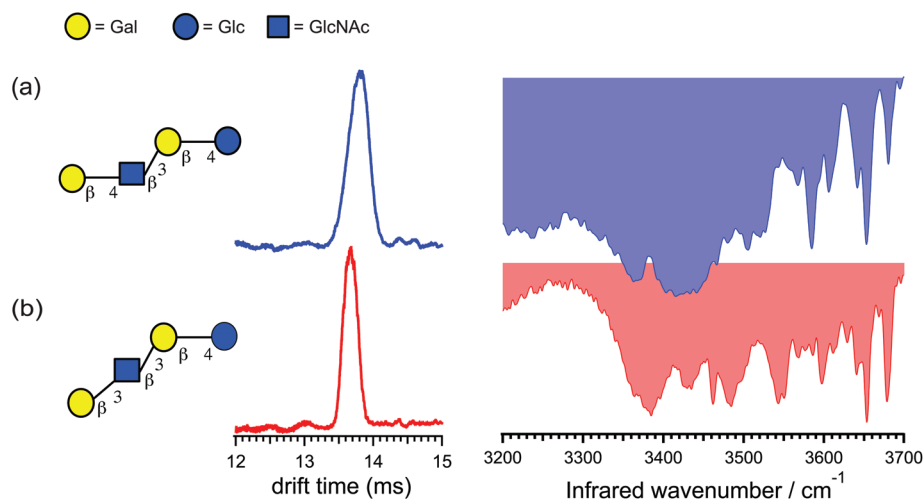 = Gal = Glc = GlcNAc
(a)
β 4 β 3 β 4
(b)
β 3 β 3 β 4
12 13 14 15
drift time (ms)
3200 3300 3400 3500 3600 3700
Infrared wavenumber / cm⁻¹